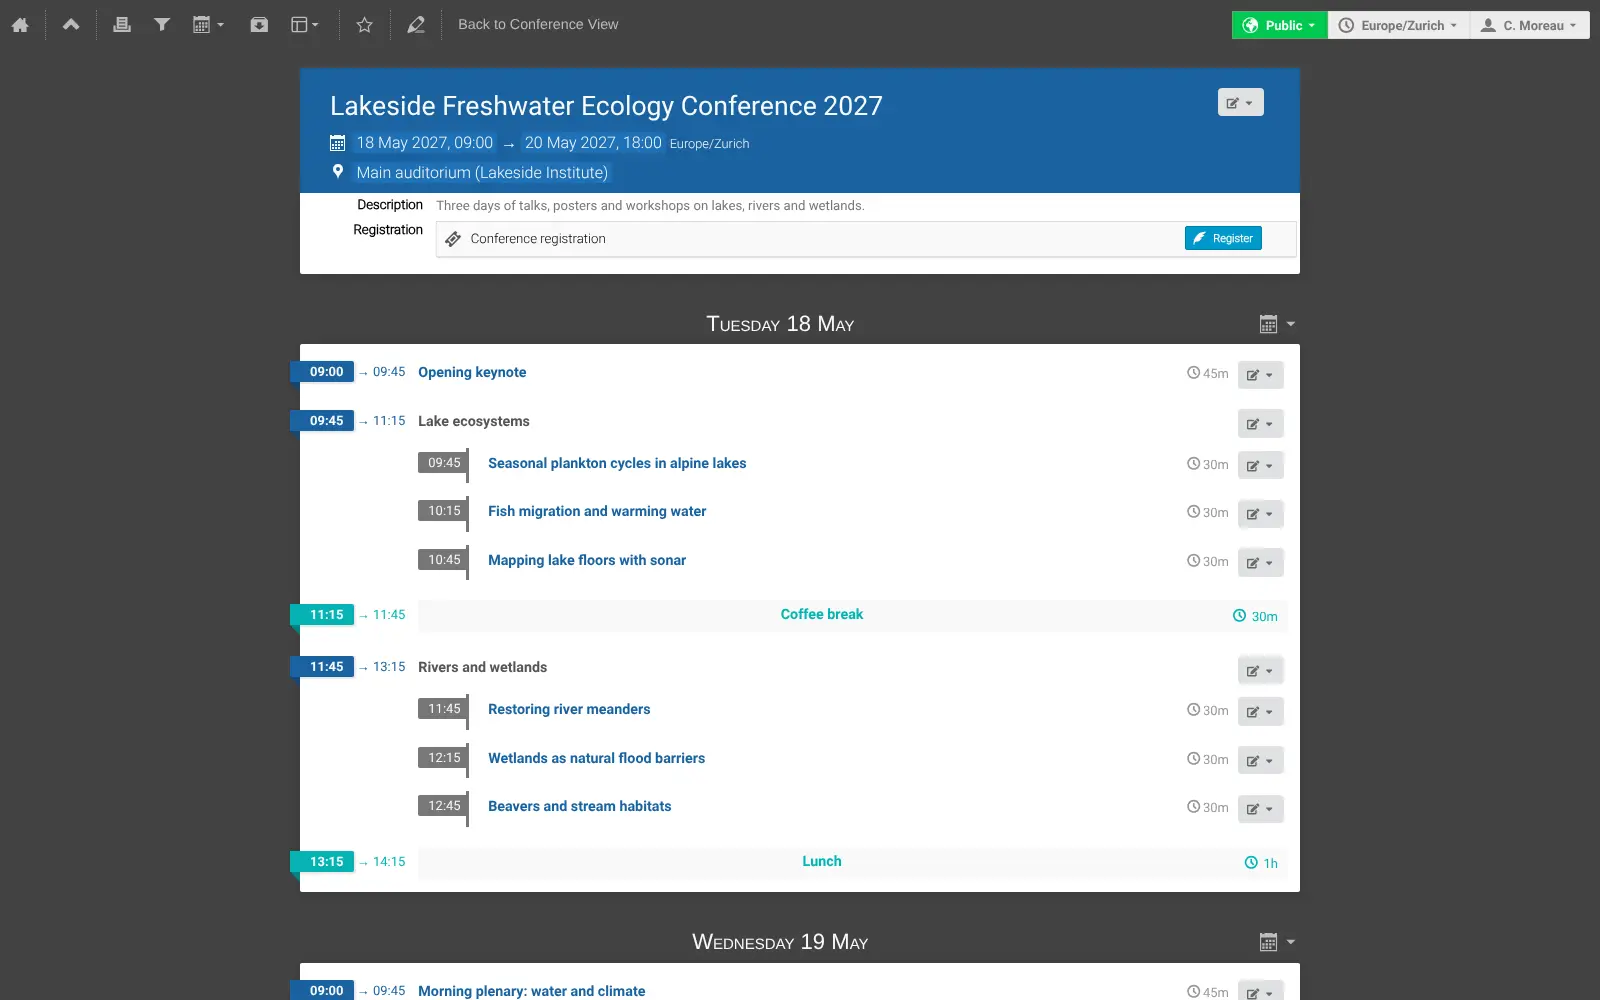 Back to Conference View
Public
Europe/Zurich
C. Moreau
Lakeside Freshwater Ecology Conference 2027
18 May 2027, 09:00 → 20 May 2027, 18:00 Europe/Zurich
Main auditorium (Lakeside Institute)
Description Three days of talks, posters and workshops on lakes, rivers and wetlands.
Registration Conference registration Register
Tuesday 18 May
09:00 → 09:45 Opening keynote 45m
09:45 → 11:15 Lake ecosystems
09:45 Seasonal plankton cycles in alpine lakes 30m
10:15 Fish migration and warming water 30m
10:45 Mapping lake floors with sonar 30m
11:15 → 11:45 Coffee break 30m
11:45 → 13:15 Rivers and wetlands
11:45 Restoring river meanders 30m
12:15 Wetlands as natural flood barriers 30m
12:45 Beavers and stream habitats 30m
13:15 → 14:15 Lunch 1h
Wednesday 19 May
09:00 → 09:45 Morning plenary: water and climate 45m